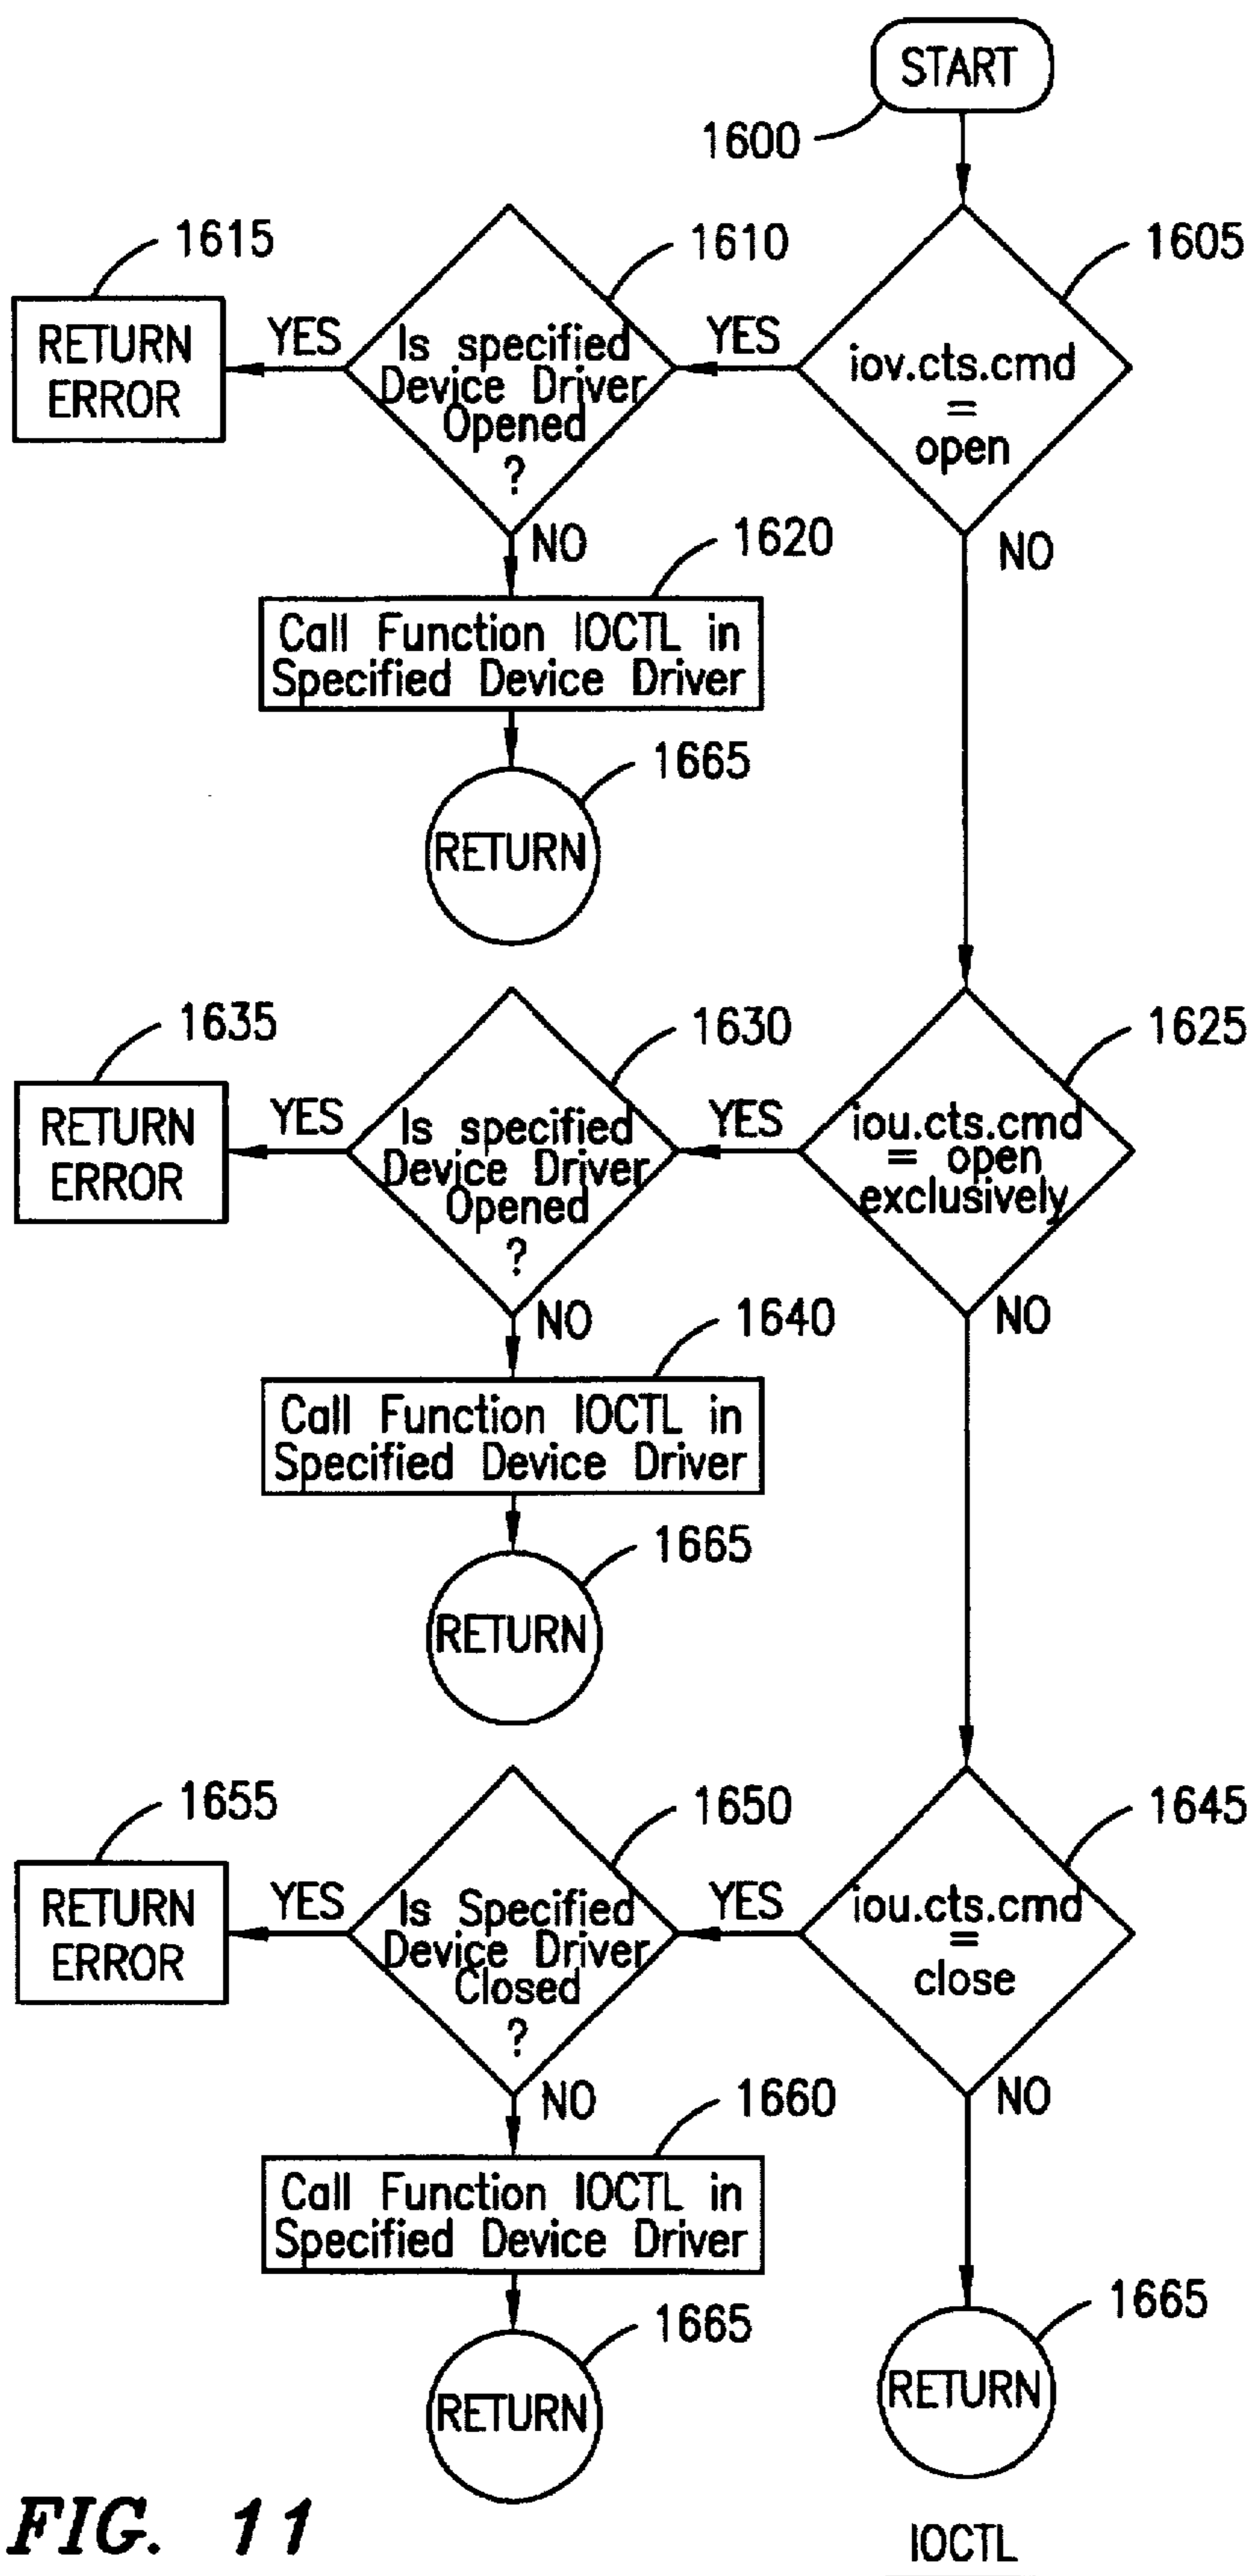 START
1600
1615
1610
1605
RETURN
ERROR
YES
Is specified
Device Driver
Opened
?
YES
iov.cts.cmd
=
open
NO
NO
1620
Call Function IOCTL in
Specified Device Driver
1665
RETURN
1635
1630
1625
RETURN
ERROR
YES
Is specified
Device Driver
Opened
?
YES
iou.cts.cmd
= open
exclusively
NO
NO
1640
Call Function IOCTL in
Specified Device Driver
1665
RETURN
1655
1650
1645
RETURN
ERROR
YES
Is Specified
Device Driver
Closed
?
YES
iou.cts.cmd
=
close
NO
NO
1660
Call Function IOCTL in
Specified Device Driver
1665
RETURN
1665
RETURN
FIG. 11
IOCTL